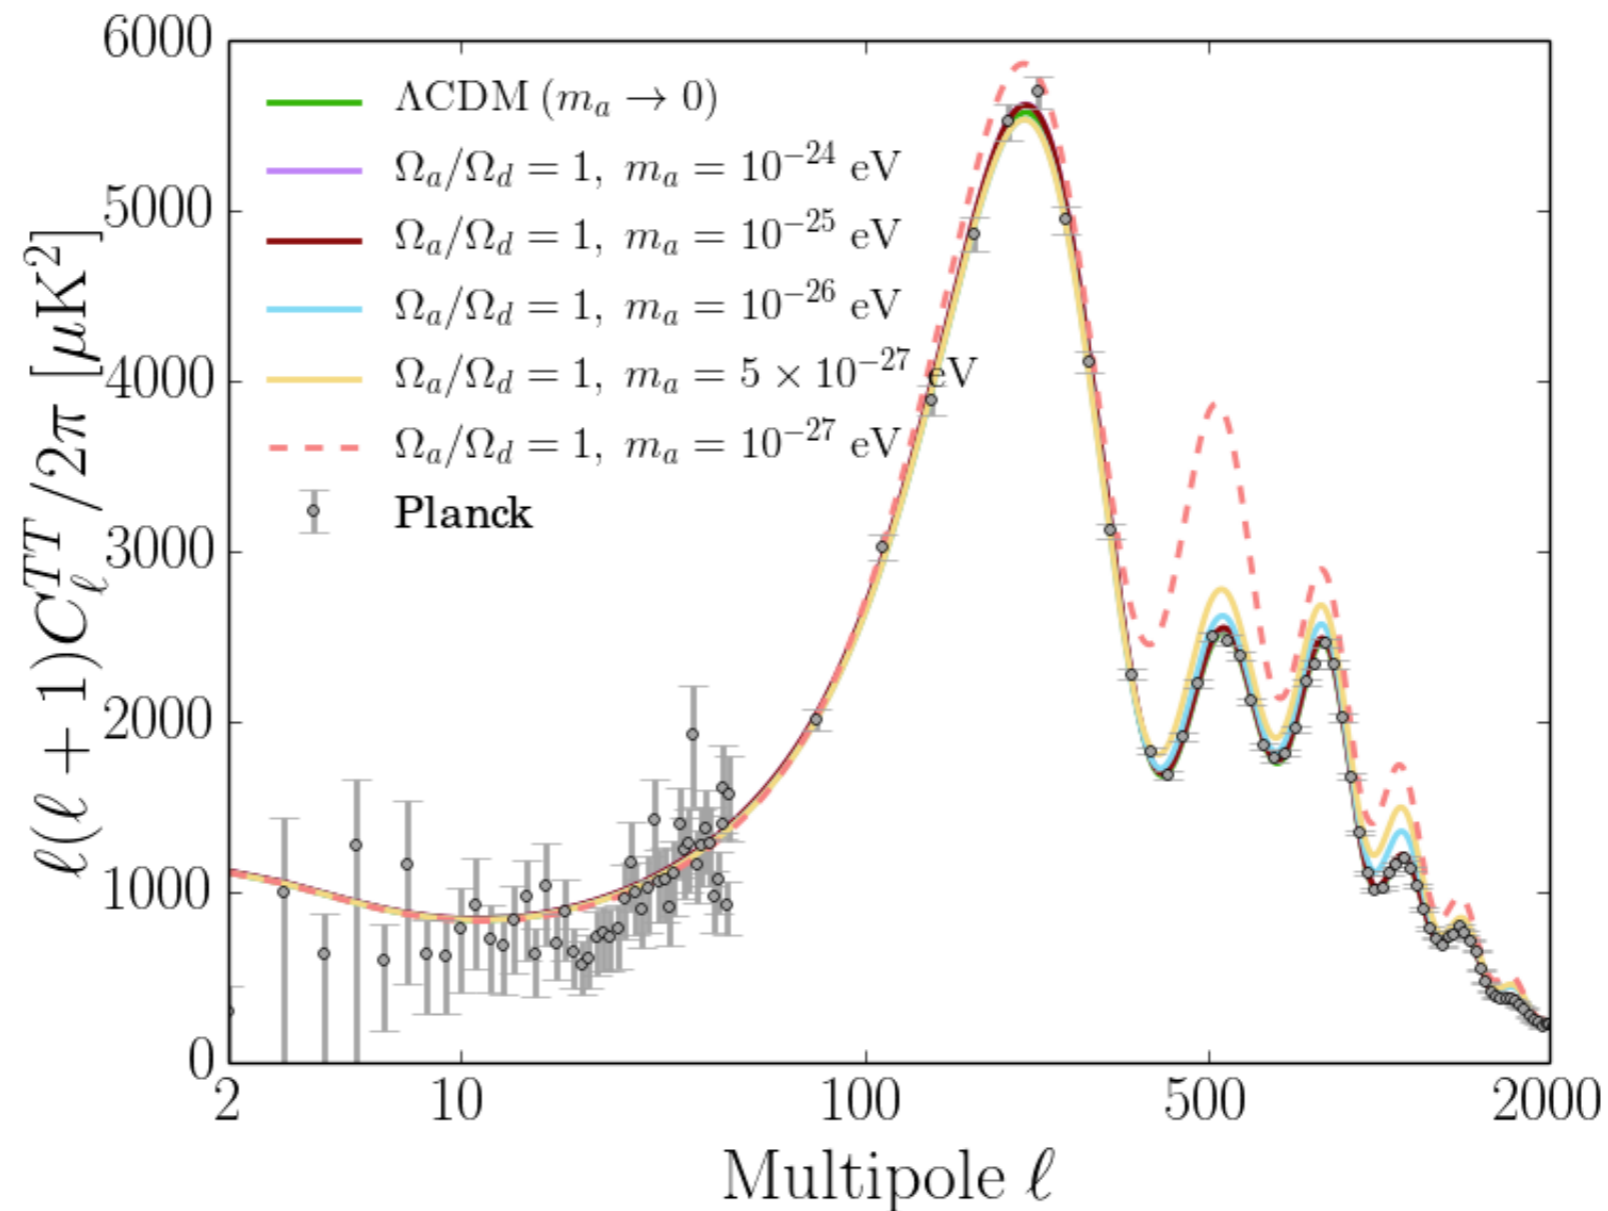 6000
5000
4000
3000
2000
1000
0
ℓ(ℓ + 1)C_ℓ^{TT}/2π [μK²]
ΛCDM (m_a → 0)
Ω_a/Ω_d = 1, m_a = 10⁻²⁴ eV
Ω_a/Ω_d = 1, m_a = 10⁻²⁵ eV
Ω_a/Ω_d = 1, m_a = 10⁻²⁶ eV
Ω_a/Ω_d = 1, m_a = 5 × 10⁻²⁷ eV
Ω_a/Ω_d = 1, m_a = 10⁻²⁷ eV
Planck
2 10 100 500 2000
Multipole ℓ